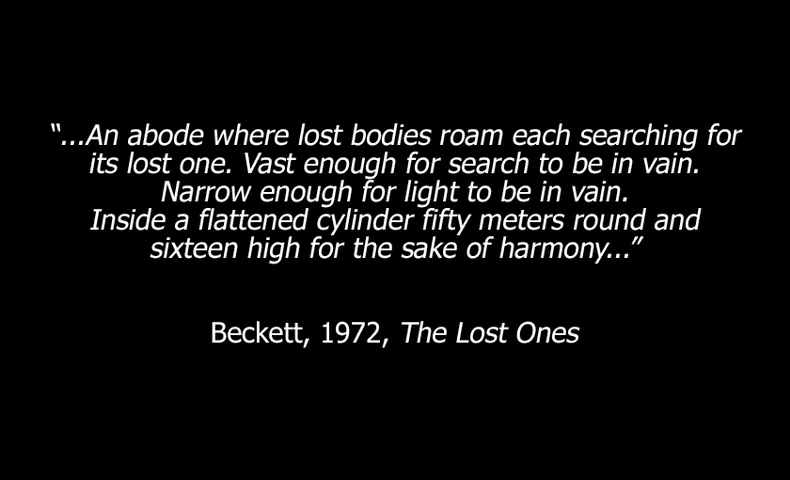 “...An abode where lost bodies roam each searching for
its lost one. Vast enough for search to be in vain.
Narrow enough for light to be in vain.
Inside a flattened cylinder fifty meters round and
sixteen high for the sake of harmony...”
Beckett, 1972, The Lost Ones